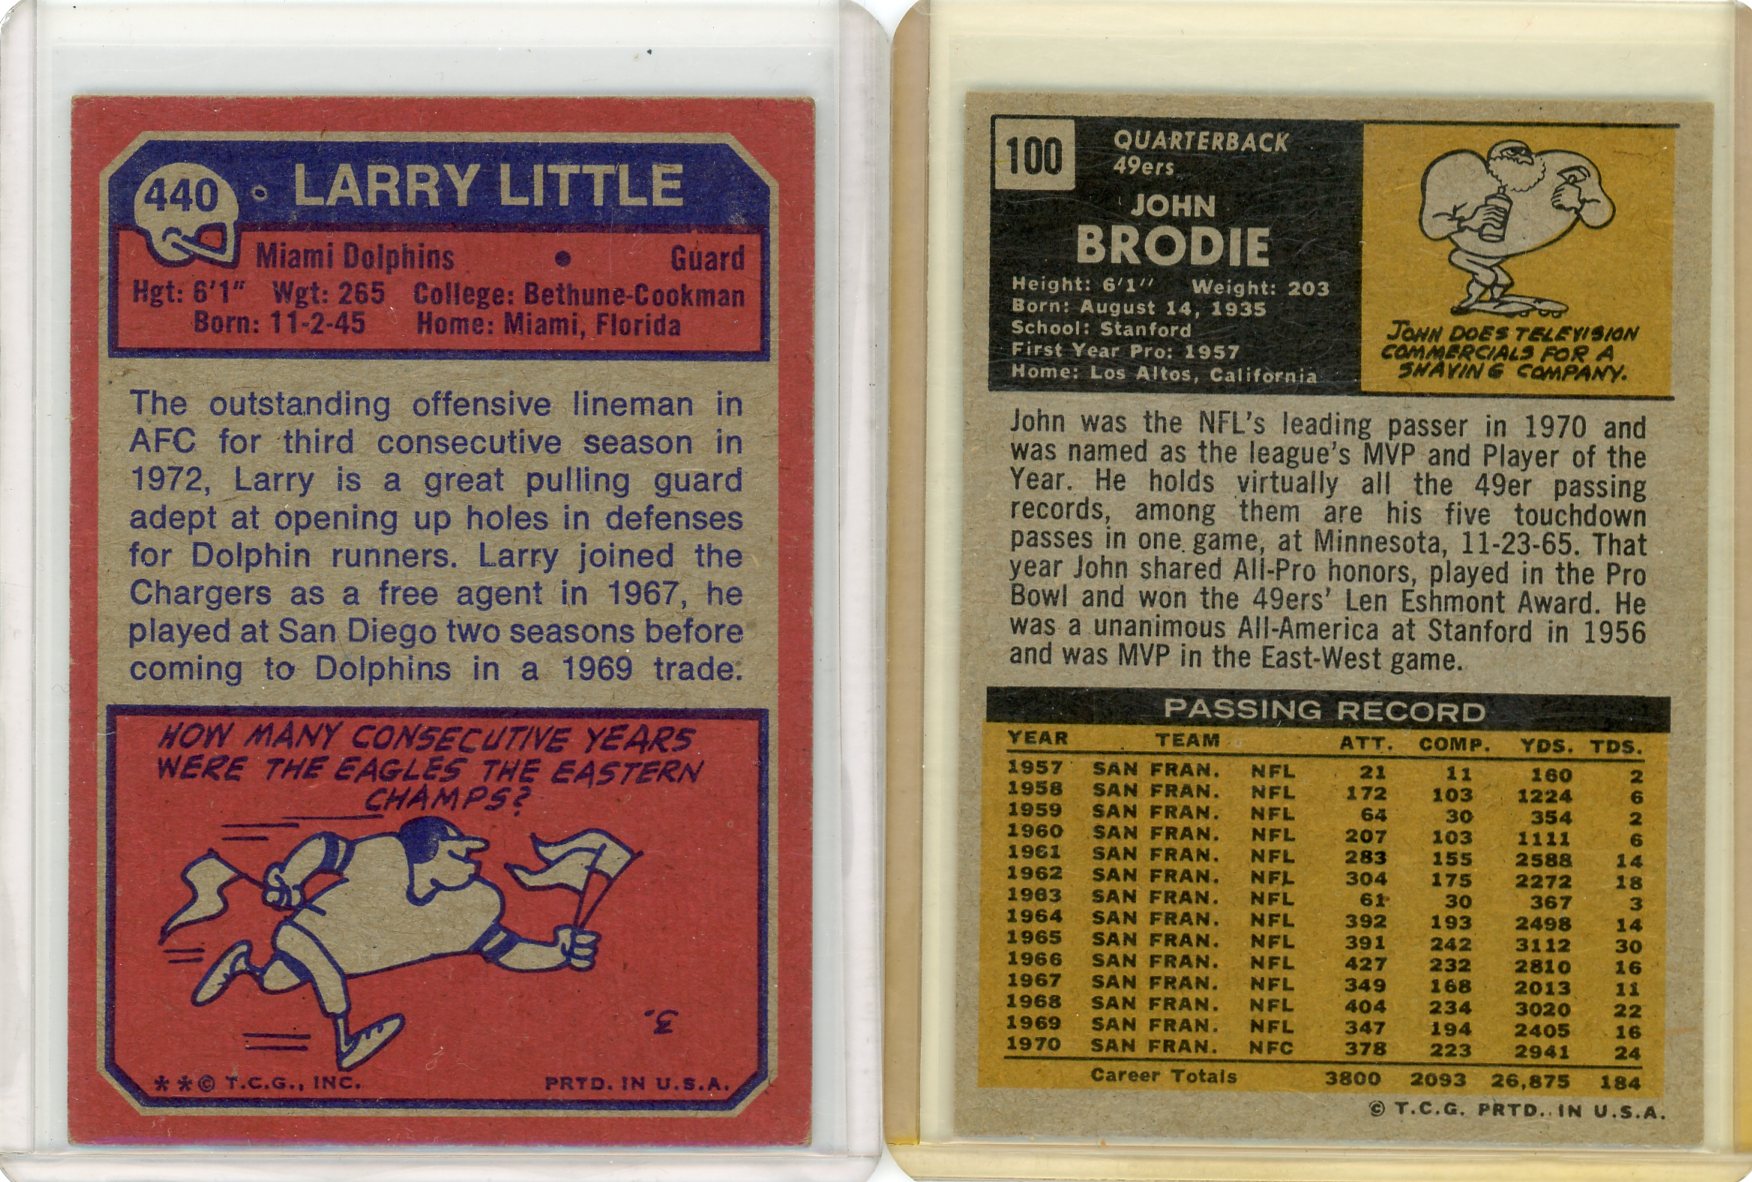 440 LARRY LITTLE
Miami Dolphins • Guard
Hgt: 6'1" Wgt: 265 College: Bethune-Cookman
Born: 11-2-45 Home: Miami, Florida
The outstanding offensive lineman in
AFC for third consecutive season in
1972, Larry is a great pulling guard
adept at opening up holes in defenses
for Dolphin runners. Larry joined the
Chargers as a free agent in 1967, he
played at San Diego two seasons before
coming to Dolphins in a 1969 trade.
HOW MANY CONSECUTIVE YEARS
WERE THE EAGLES THE EASTERN
CHAMPS?
3.
**© T.C.G., INC. PRTD. IN U.S.A.
100
QUARTERBACK
49ers
JOHN
BRODIE
Height: 6'1" Weight: 203
Born: August 14, 1935
School: Stanford
First Year Pro: 1957
Home: Los Altos, California
JOHN DOES TELEVISION
COMMERCIALS FOR A
SHAVING COMPANY.
John was the NFL's leading passer in 1970 and
was named as the league's MVP and Player of the
Year. He holds virtually all the 49er passing
records, among them are his five touchdown
passes in one game, at Minnesota, 11-23-65. That
year John shared All-Pro honors, played in the Pro
Bowl and won the 49ers' Len Eshmont Award. He
was a unanimous All-America at Stanford in 1956
and was MVP in the East-West game.
PASSING RECORD
YEAR TEAM ATT. COMP. YDS. TDS.
1957 SAN FRAN. NFL 21 11 160 2
1958 SAN FRAN. NFL 172 103 1224 6
1959 SAN FRAN. NFL 64 30 354 2
1960 SAN FRAN. NFL 207 103 1111 6
1961 SAN FRAN. NFL 283 155 2588 14
1962 SAN FRAN. NFL 304 175 2272 18
1963 SAN FRAN. NFL 61 30 367 3
1964 SAN FRAN. NFL 392 193 2498 14
1965 SAN FRAN. NFL 391 242 3112 30
1966 SAN FRAN. NFL 427 232 2810 16
1967 SAN FRAN. NFL 349 168 2013 11
1968 SAN FRAN. NFL 404 234 3020 22
1969 SAN FRAN. NFL 347 194 2405 16
1970 SAN FRAN. NFC 378 223 2941 24
Career Totals 3800 2093 26,875 184
© T.C.G. PRTD. IN U.S.A.